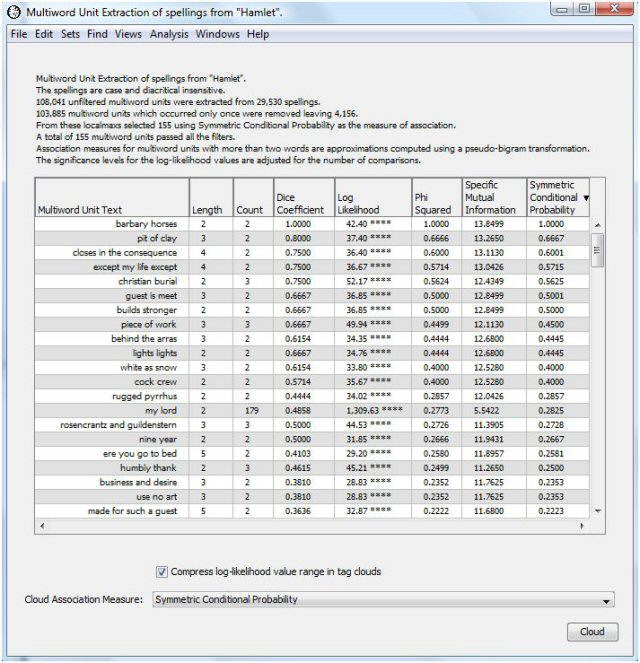 Multiword Unit Extraction of spellings from "Hamlet".
File Edit Sets Find Views Analysis Windows Help
Multiword Unit Extraction of spellings from "Hamlet".
The spellings are case and diacritical insensitive.
108,041 unfiltered multiword units were extracted from 29,530 spellings.
103,885 multiword units which occurred only once were removed leaving 4,156.
From these localmaxs selected 155 using Symmetric Conditional Probability as the measure of association.
A total of 155 multiword units passed all the filters.
Association measures for multiword units with more than two words are approximations computed using a pseudo-bigram transformation.
The significance levels for the log-likelihood values are adjusted for the number of comparisons.
Multiword Unit Text Length Count Dice Coefficient Log Likelihood Phi Squared Specific Mutual Information Symmetric Conditional Probability
barbary horses 2 2 1.0000 42.40 **** 1.0000 13.8499 1.0000
pit of clay 3 2 0.8000 37.40 **** 0.6666 13.2650 0.6667
closes in the consequence 4 2 0.7500 36.40 **** 0.6000 13.1130 0.6001
except my life except 4 2 0.7500 36.67 **** 0.5714 13.0426 0.5715
christian burial 2 3 0.7500 52.17 **** 0.5624 12.4349 0.5625
guest is meet 3 2 0.6667 36.85 **** 0.5000 12.8499 0.5001
builds stronger 2 2 0.6667 36.85 **** 0.5000 12.8499 0.5000
piece of work 3 3 0.6667 49.94 **** 0.4499 12.1130 0.4500
behind the arras 3 2 0.6154 34.35 **** 0.4444 12.6800 0.4445
lights lights 2 2 0.6667 34.76 **** 0.4444 12.6800 0.4444
white as snow 3 2 0.6154 33.80 **** 0.4000 12.5280 0.4000
cock crew 2 2 0.5714 35.67 **** 0.4000 12.5280 0.4000
rugged pyrrhus 2 2 0.4444 34.02 **** 0.2857 12.0426 0.2857
my lord 2 179 0.4858 1,309.63 **** 0.2773 5.5422 0.2825
rosencrantz and guildenstern 3 3 0.5000 44.53 **** 0.2726 11.3905 0.2728
nine year 2 2 0.5000 31.85 **** 0.2666 11.9431 0.2667
ere you go to bed 5 2 0.4103 29.20 **** 0.2580 11.8957 0.2581
humbly thank 2 3 0.4615 45.21 **** 0.2499 11.2650 0.2500
business and desire 3 2 0.3810 28.83 **** 0.2352 11.7625 0.2353
use no art 3 2 0.3810 28.83 **** 0.2352 11.7625 0.2353
made for such a guest 5 2 0.3636 32.87 **** 0.2222 11.6800 0.2223
Compress log-likelihood value range in tag clouds
Cloud Association Measure: Symmetric Conditional Probability
Cloud